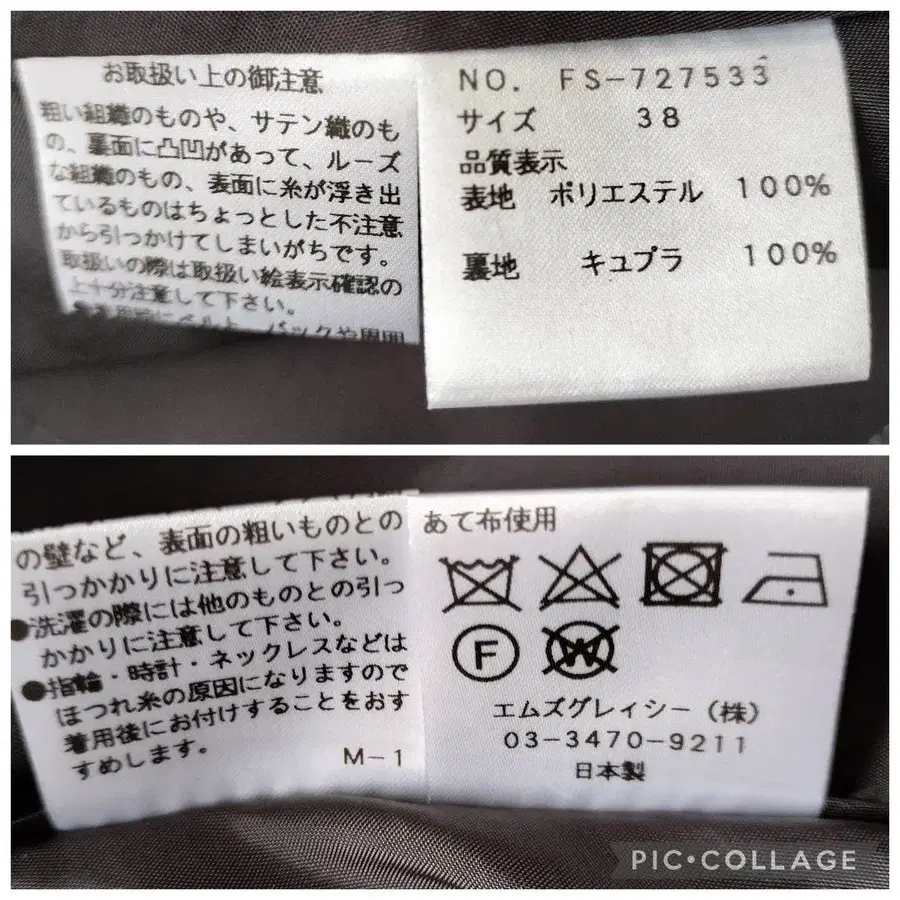 お取扱い上の御注意
粗い組織のものや、サテン織のも
の、裏面に凸凹があって、ルーズ
な組織のもの、表面に糸が浮き出
ているものはちょっとした不注意
から引っかけてしまいがちです。
取扱いの際は取扱い絵表示確認の
上十分注意して下さい。
NO. FS-727533
サイズ 38
品質表示
表地 ポリエステル 100%
裏地 キュプラ 100%
の壁など、表面の粗いものとの
引っかかりに注意して下さい。
●洗濯の際には他のものとの引っ
かかりに注意して下さい。
●指輪・時計・ネックレスなどは
ほつれ糸の原因になりますので
着用後にお付けすることをおす
すめします。
M-1
あて布使用
F
W
エムズグレイシー(株)
03-3470-9211
日本製
PIC•COLLAGE